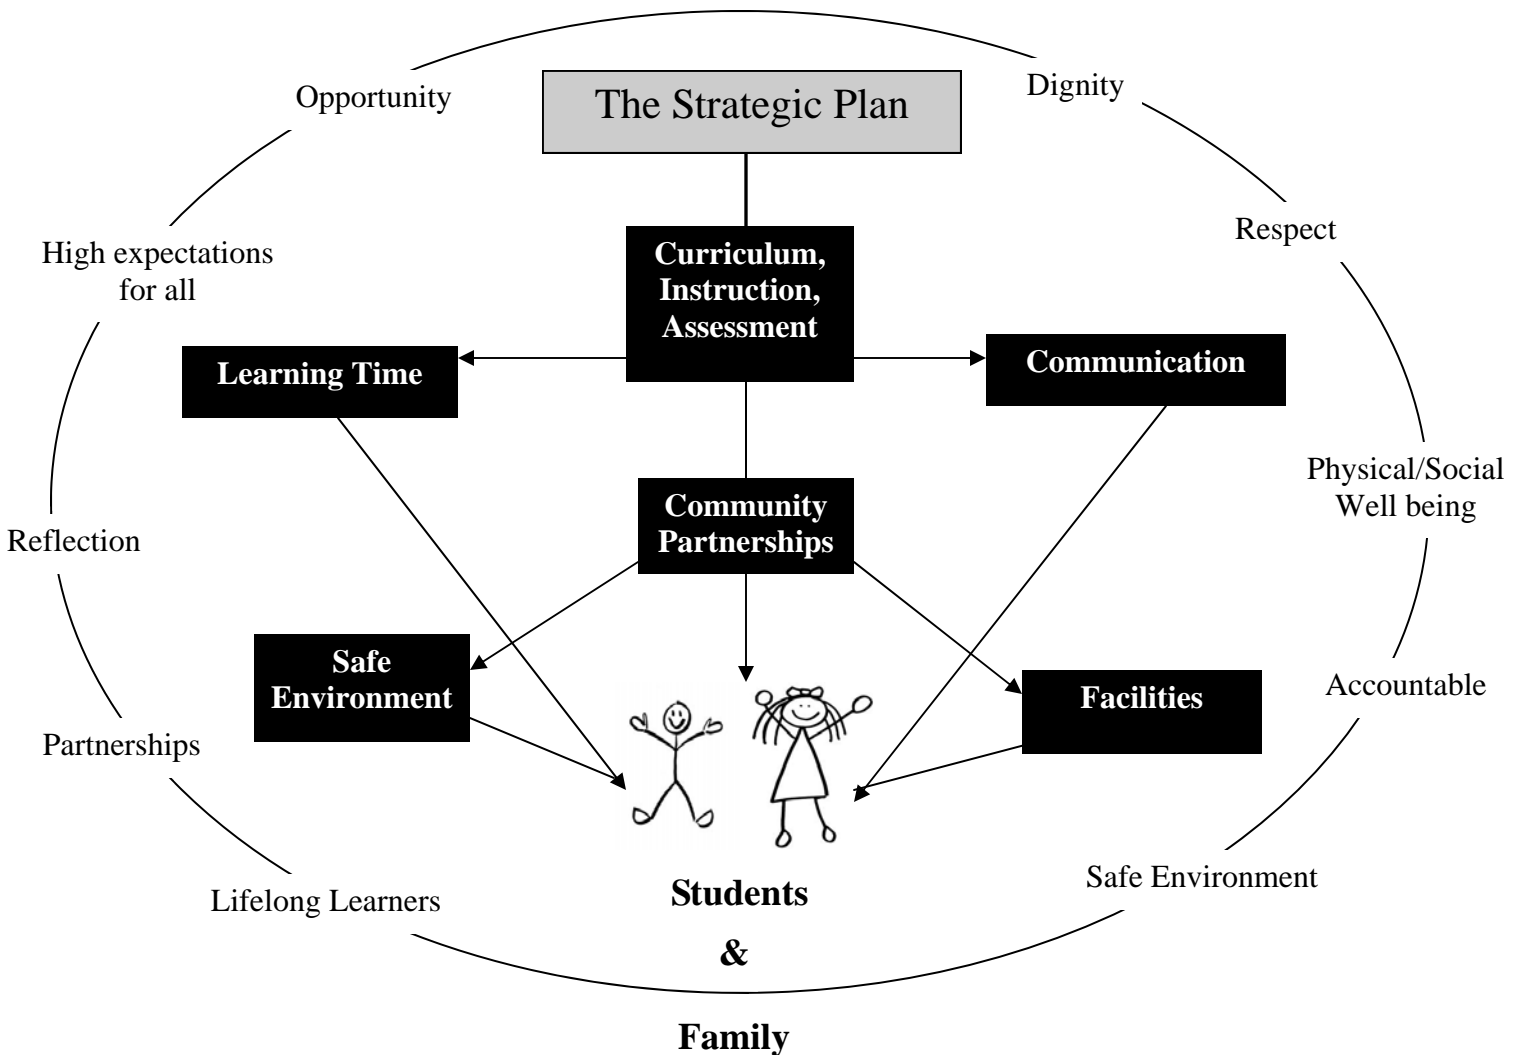 Opportunity
Dignity
The Strategic Plan
Respect
High expectations
for all
Curriculum,
Instruction,
Assessment
Learning Time
Communication
Physical/Social
Well being
Community
Partnerships
Reflection
Safe
Environment
Facilities
Accountable
Partnerships
Safe Environment
Lifelong Learners
Students
&
Family